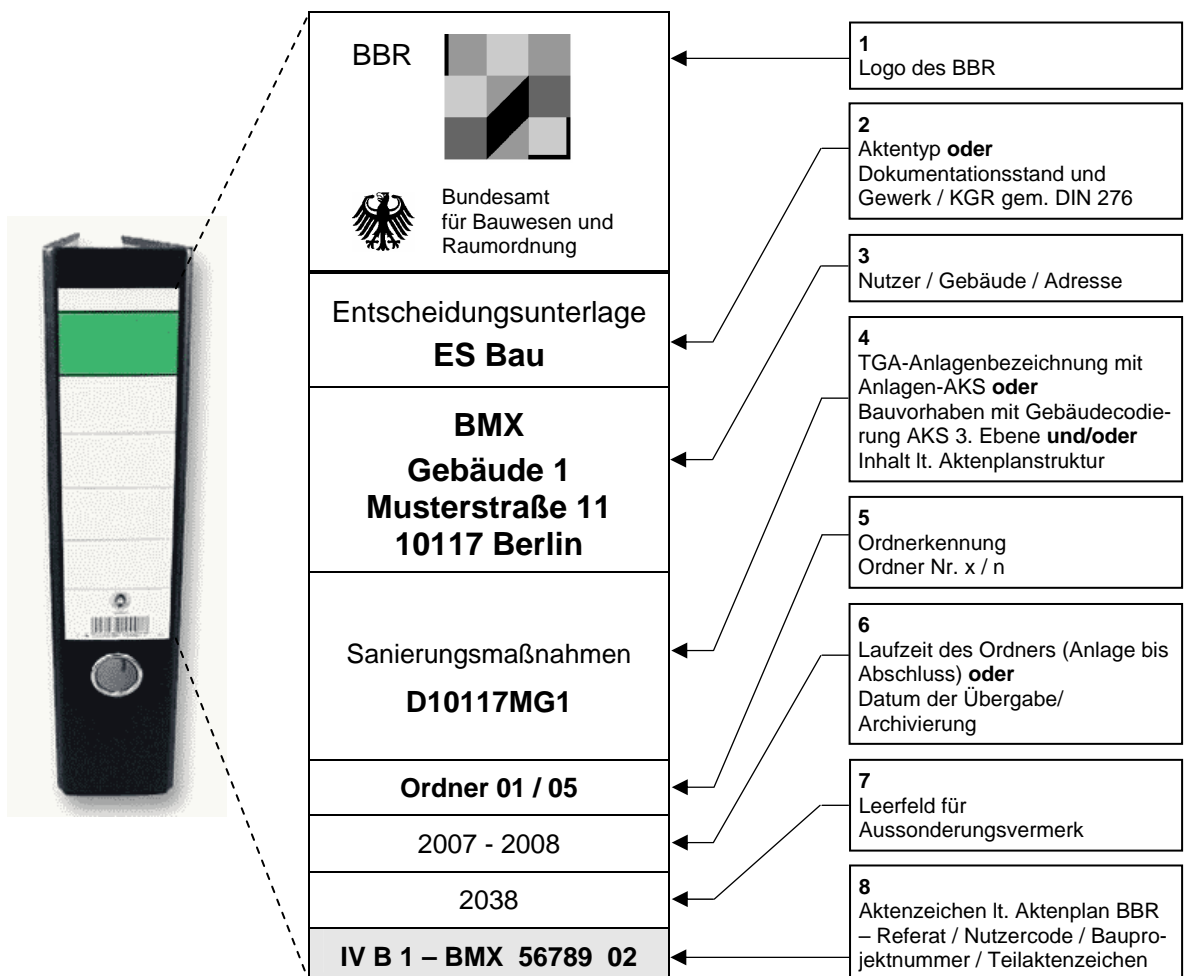 BBR
Bundesamt
für Bauwesen und
Raumordnung
Entscheidungsunterlage
ES Bau
BMX
Gebäude 1
Musterstraße 11
10117 Berlin
Sanierungsmaßnahmen
D10117MG1
Ordner 01 / 05
2007 - 2008
2038
IV B 1 – BMX 56789 02
1
Logo des BBR
2
Aktentyp oder
Dokumentationsstand und
Gewerk / KGR gem. DIN 276
3
Nutzer / Gebäude / Adresse
4
TGA-Anlagenbezeichnung mit
Anlagen-AKS oder
Bauvorhaben mit Gebäudecodie-
rung AKS 3. Ebene und/oder
Inhalt lt. Aktenplanstruktur
5
Ordnerkennung
Ordner Nr. x / n
6
Laufzeit des Ordners (Anlage bis
Abschluss) oder
Datum der Übergabe/
Archivierung
7
Leerfeld für
Aussonderungsvermerk
8
Aktenzeichen lt. Aktenplan BBR
– Referat / Nutzercode / Baupro-
jektnummer / Teilaktenzeichen